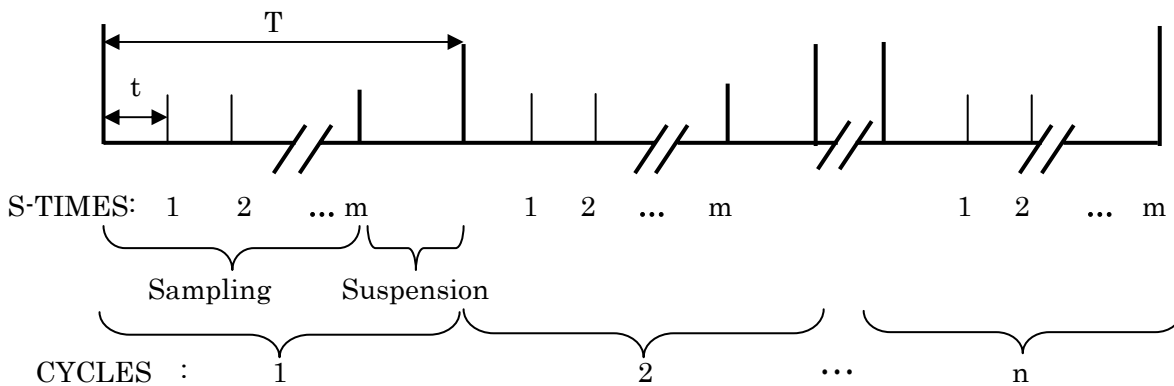 T
t
S-TIMES: 1 2 ... m 1 2 ... m 1 2 ... m
Sampling Suspension
CYCLES : 1 2 ... n